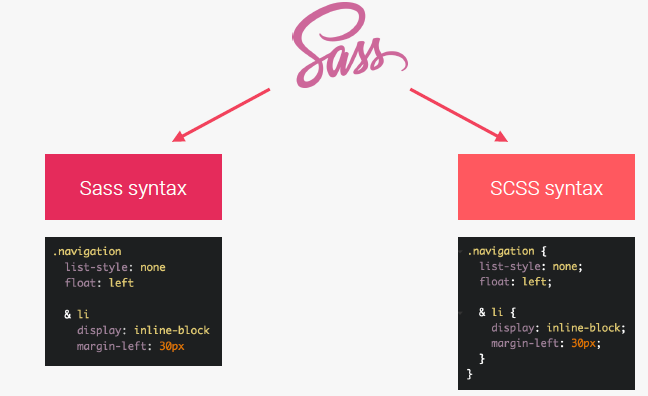 Sass
Sass syntax
.navigation
list-style: none
float: left
& li
display: inline-block
margin-left: 30px
SCSS syntax
.navigation {
list-style: none;
float: left;
& li {
display: inline-block;
margin-left: 30px;
}
}